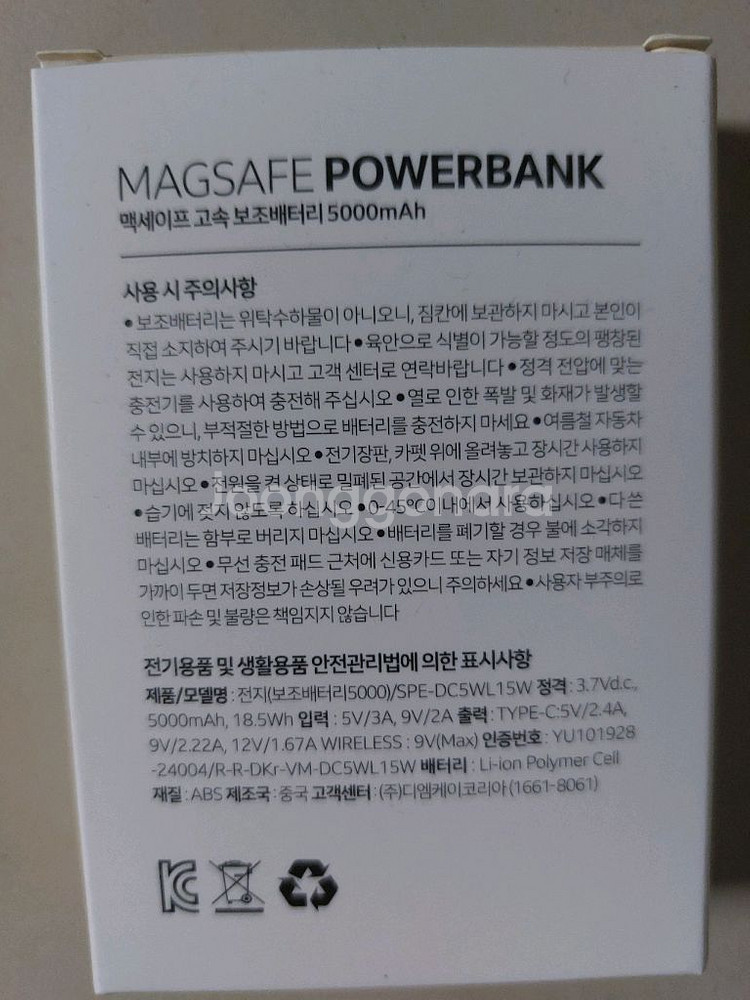 MAGSAFE POWERBANK
맥세이프 고속 보조배터리 5000mAh
사용 시 주의사항
•보조배터리는 위탁수하물이 아니오니, 짐칸에 보관하지 마시고 본인이
직접 소지하여 주시기 바랍니다•육안으로 식별이 가능할 정도의 팽창된
전지는 사용하지 마시고 고객 센터로 연락바랍니다•정격 전압에 맞는
충전기를 사용하여 충전해 주십시오•열로 인한 폭발 및 화재가 발생할
수 있으니, 부적절한 방법으로 배터리를 충전하지 마세요•여름철 자동차
내부에 방치하지 마십시오•전기장판, 카펫 위에 올려놓고 장시간 사용하지
마십시오•전원을 켠 상태로 밀폐된 공간에서 장시간 보관하지 마십시오
•습기에 젖지 않도록 하십시오•0-45℃이내에서 사용하십시오•다 쓴
배터리는 함부로 버리지 마십시오•배터리를 폐기할 경우 불에 소각하지
마십시오•무선 충전 패드 근처에 신용카드 또는 자기 정보 저장 매체를
가까이 두면 저장정보가 손상될 우려가 있으니 주의하세요•사용자 부주의로
인한 파손 및 불량은 책임지지 않습니다
전기용품 및 생활용품 안전관리법에 의한 표시사항
제품/모델명 : 전지(보조배터리5000)/SPE-DC5WL15W 정격 : 3.7Vd.c.,
5000mAh, 18.5Wh 입력 : 5V/3A, 9V/2A 출력 : TYPE-C:5V/2.4A,
9V/2.22A, 12V/1.67A WIRELESS : 9V(Max) 인증번호 : YU101928
-24004/R-R-DKr-VM-DC5WL15W 배터리 : Li-ion Polymer Cell
재질 : ABS 제조국 : 중국 고객센터 : (주)디엠케이코리아 (1661-8061)
joonggonara